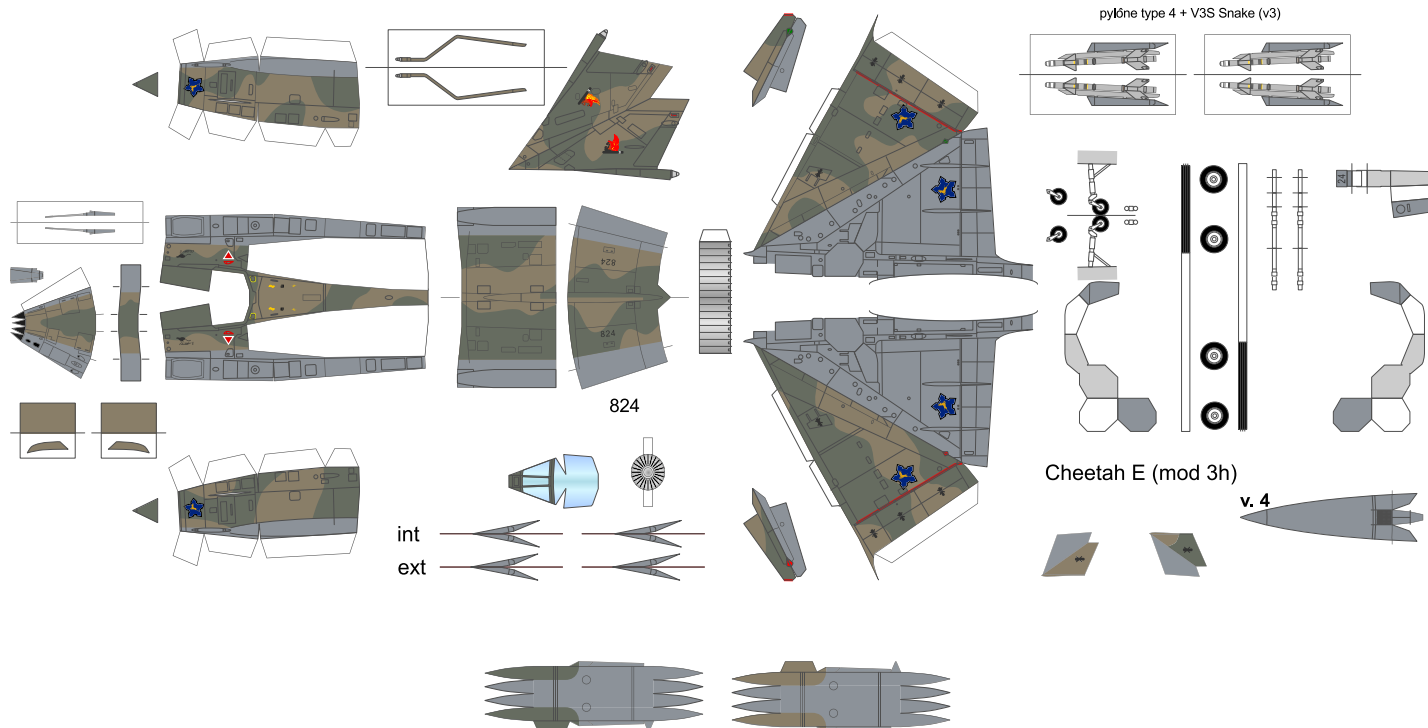 pylône type 4 + V3S Snake (v3)
24
824
824
824
Cheetah E (mod 3h)
v. 4
int
ext